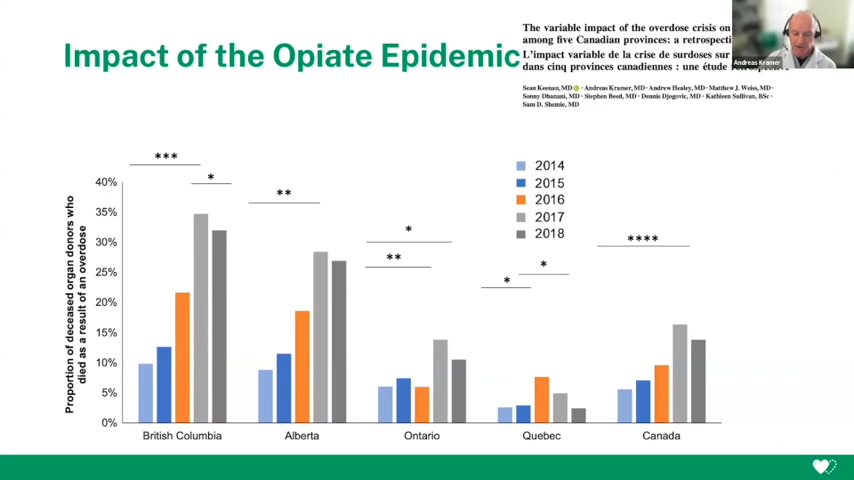 Impact of the Opiate Epidemic
The variable impact of the overdose crisis on
among five Canadian provinces: a retrospecti
L'impact variable de la crise de surdoses sur
dans cinq provinces canadiennes : une étude rétrospective
Sean Keenan, MD · Andreas Kramer, MD · Andrew Healey, MD · Matthew J. Weiss, MD ·
Sonny Dhanani, MD · Stephen Beed, MD · Dennis Djogovic, MD · Kathleen Sullivan, BSc ·
Sam D. Shemie, MD
Andreas Kramer
Proportion of deceased organ donors who
died as a result of an overdose
40%
35%
30%
25%
20%
15%
10%
5%
0%
***
*
**
*
**
*
*
****
2014
2015
2016
2017
2018
British Columbia
Alberta
Ontario
Quebec
Canada